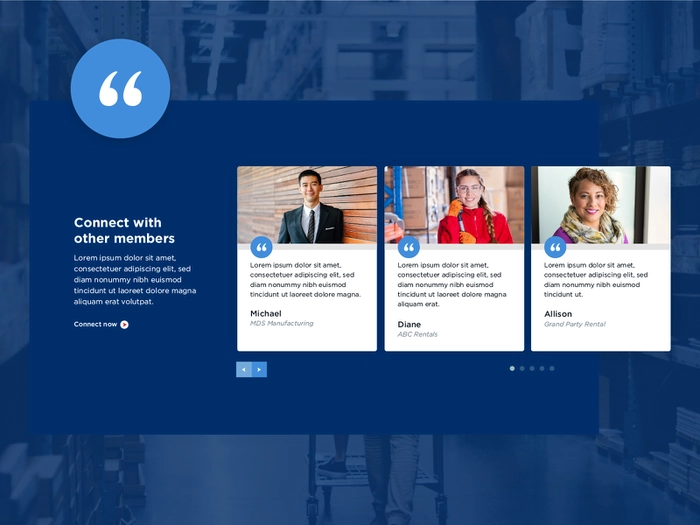 “
Connect with
other members
Lorem ipsum dolor sit amet,
consectetuer adipiscing elit, sed
diam nonummy nibh euismod
tincidunt ut laoreet dolore magna
aliquam erat volutpat.
Connect now
“
Lorem ipsum dolor sit amet,
consectetuer adipiscing elit, sed
diam nonummy nibh euismod
tincidunt ut laoreet dolore magna.
Michael
MDS Manufacturing
“
Lorem ipsum dolor sit amet,
consectetuer adipiscing elit, sed
diam nonummy nibh euismod
tincidunt ut laoreet dolore magna
aliquam erat.
Diane
ABC Rentals
“
Lorem ipsum dolor sit amet,
consectetuer adipiscing elit, sed
diam nonummy nibh euismod
tincidunt ut.
Allison
Grand Party Rental